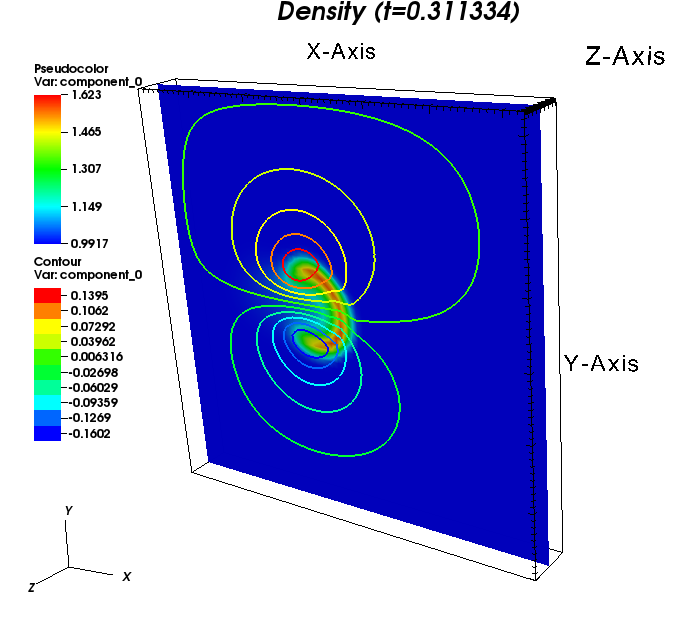 Density (t=0.311334)
X-Axis
Z-Axis
Pseudocolor
Var: component_0
1.623
1.465
1.307
1.149
0.9917
Contour
Var: component_0
0.1395
0.1062
0.07292
0.03962
0.006316
-0.02698
-0.06029
-0.09359
-0.1269
-0.1602
Y-Axis
Y
X
Z